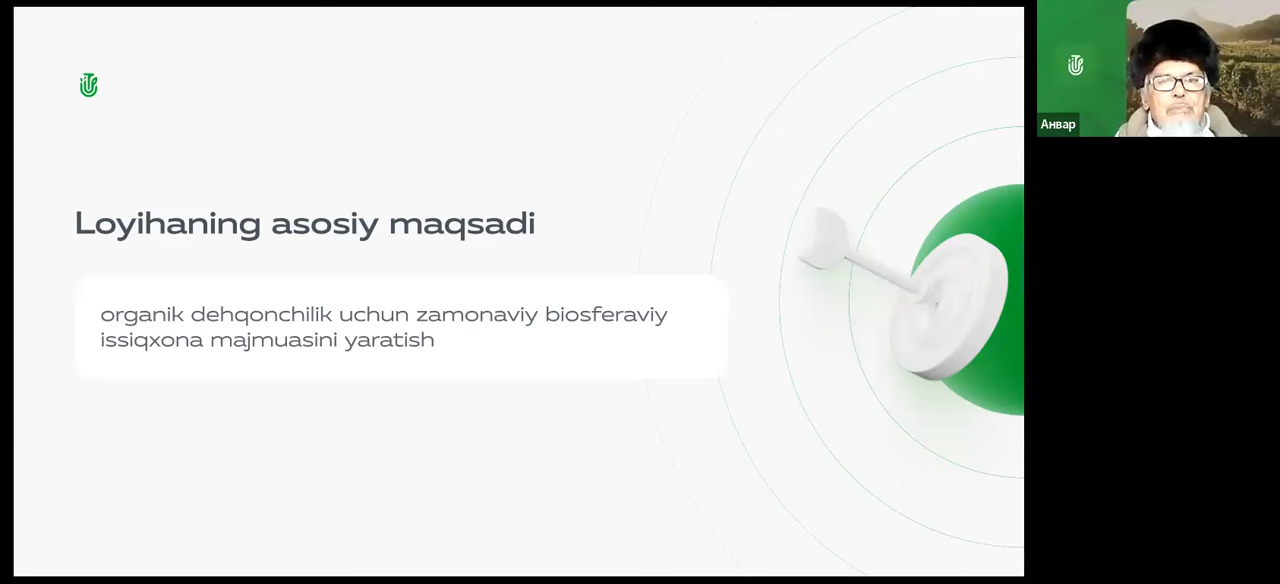 Loyihaning asosiy maqsadi
organik dehqonchilik uchun zamonaviy biosferaviy
issiqxona majmuasini yaratish
Анвар